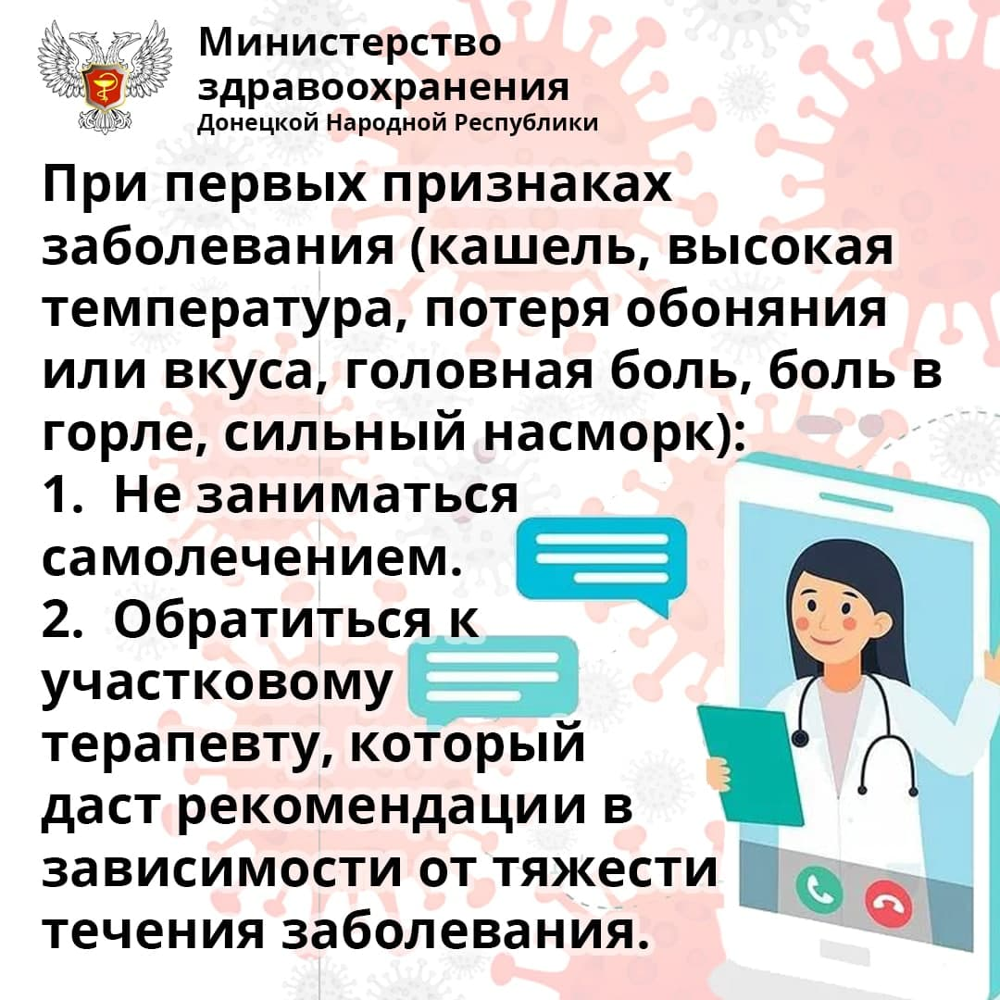 Министерство
здравоохранения
Донецкой Народной Республики
При первых признаках
заболевания (кашель, высокая
температура, потеря обоняния
или вкуса, головная боль, боль в
горле, сильный насморк):
1. Не заниматься
самолечением.
2. Обратиться к
участковому
терапевту, который
даст рекомендации в
зависимости от тяжести
течения заболевания.